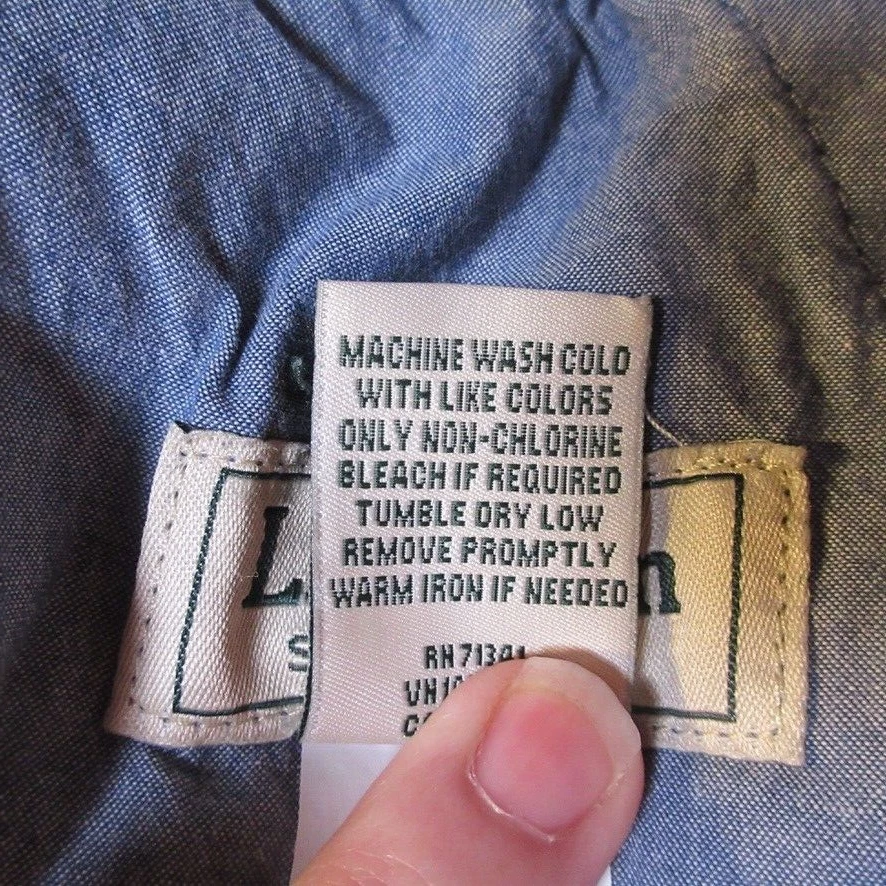 MACHINE WASH COLD
WITH LIKE COLORS
ONLY NON-CHLORINE
BLEACH IF REQUIRED
TUMBLE DRY LOW
REMOVE PROMPTLY
WARM IRON IF NEEDED